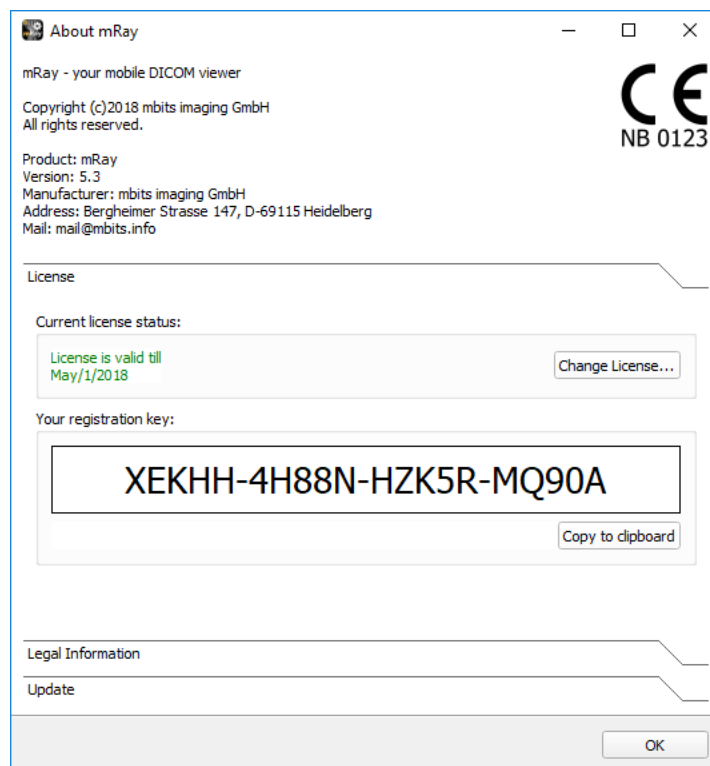 About mRay
mRay - your mobile DICOM viewer
Copyright (c)2018 mbits imaging GmbH
All rights reserved.
CE
NB 0123
Product: mRay
Version: 5.3
Manufacturer: mbits imaging GmbH
Address: Bergheimer Strasse 147, D-69115 Heidelberg
Mail: mail@mbits.info
License
Current license status:
License is valid till
May/1/2018
Change License...
Your registration key:
XEKHH-4H88N-HZK5R-MQ90A
Copy to clipboard
Legal Information
Update
OK